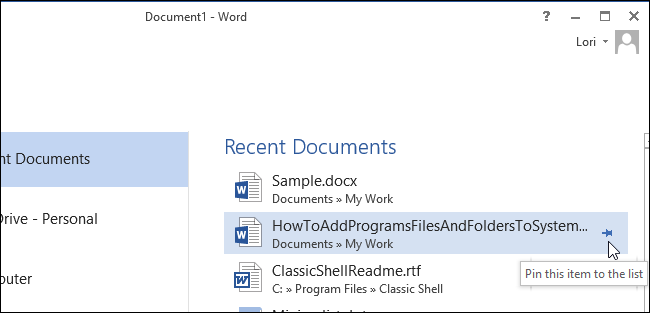 Document1 - Word
?
Lori
nt Documents
Drive - Personal
puter
Recent Documents
Sample.docx
Documents » My Work
HowToAddProgramsFilesAndFoldersToSystem...
Documents » My Work
Pin this item to the list
ClassicShellReadme.rtf
C: » Program Files » Classic Shell